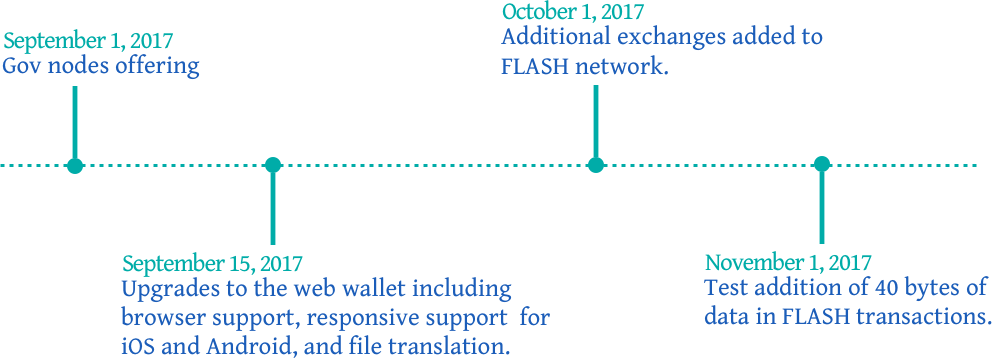 September 1, 2017
Gov nodes offering
September 15, 2017
Upgrades to the web wallet including
browser support, responsive support for
iOS and Android, and file translation.
October 1, 2017
Additional exchanges added to
FLASH network.
November 1, 2017
Test addition of 40 bytes of
data in FLASH transactions.